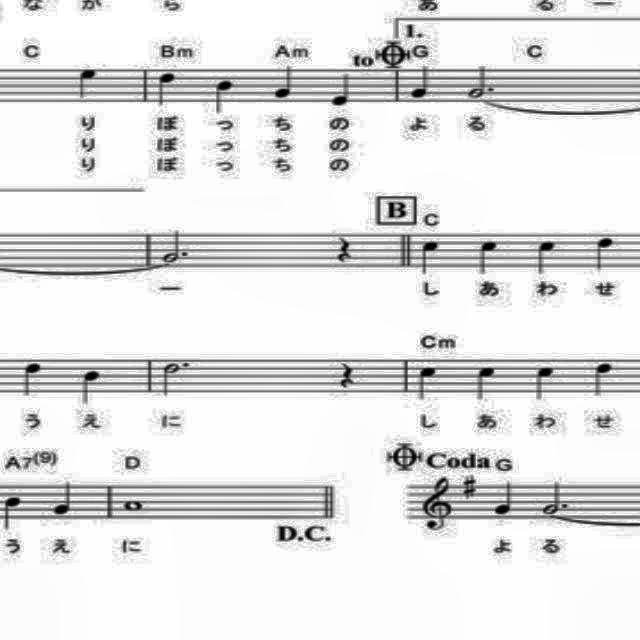 な が ら あ る ー
1.
C Bm Am to G C
り ぼ っ ち の よ る
り ぼ っ ち の
り ぼ っ ち の
B C
ー し あ わ せ
Cm
う え に し あ わ せ
A7(9) D Coda G
D.C.
う え に よ る